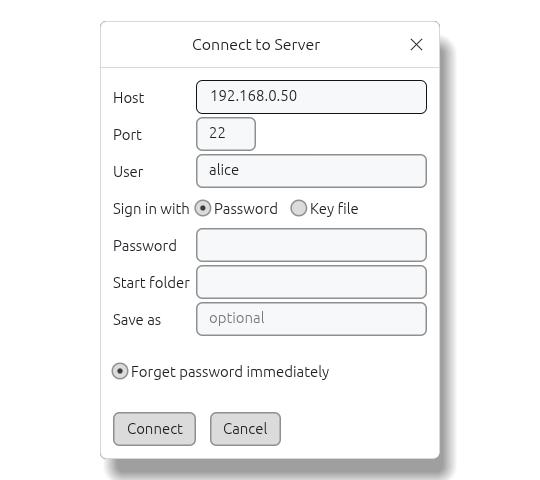 Connect to Server
Host 192.168.0.50
Port 22
User alice
Sign in with Password Key file
Password
Start folder
Save as optional
Forget password immediately
Connect Cancel